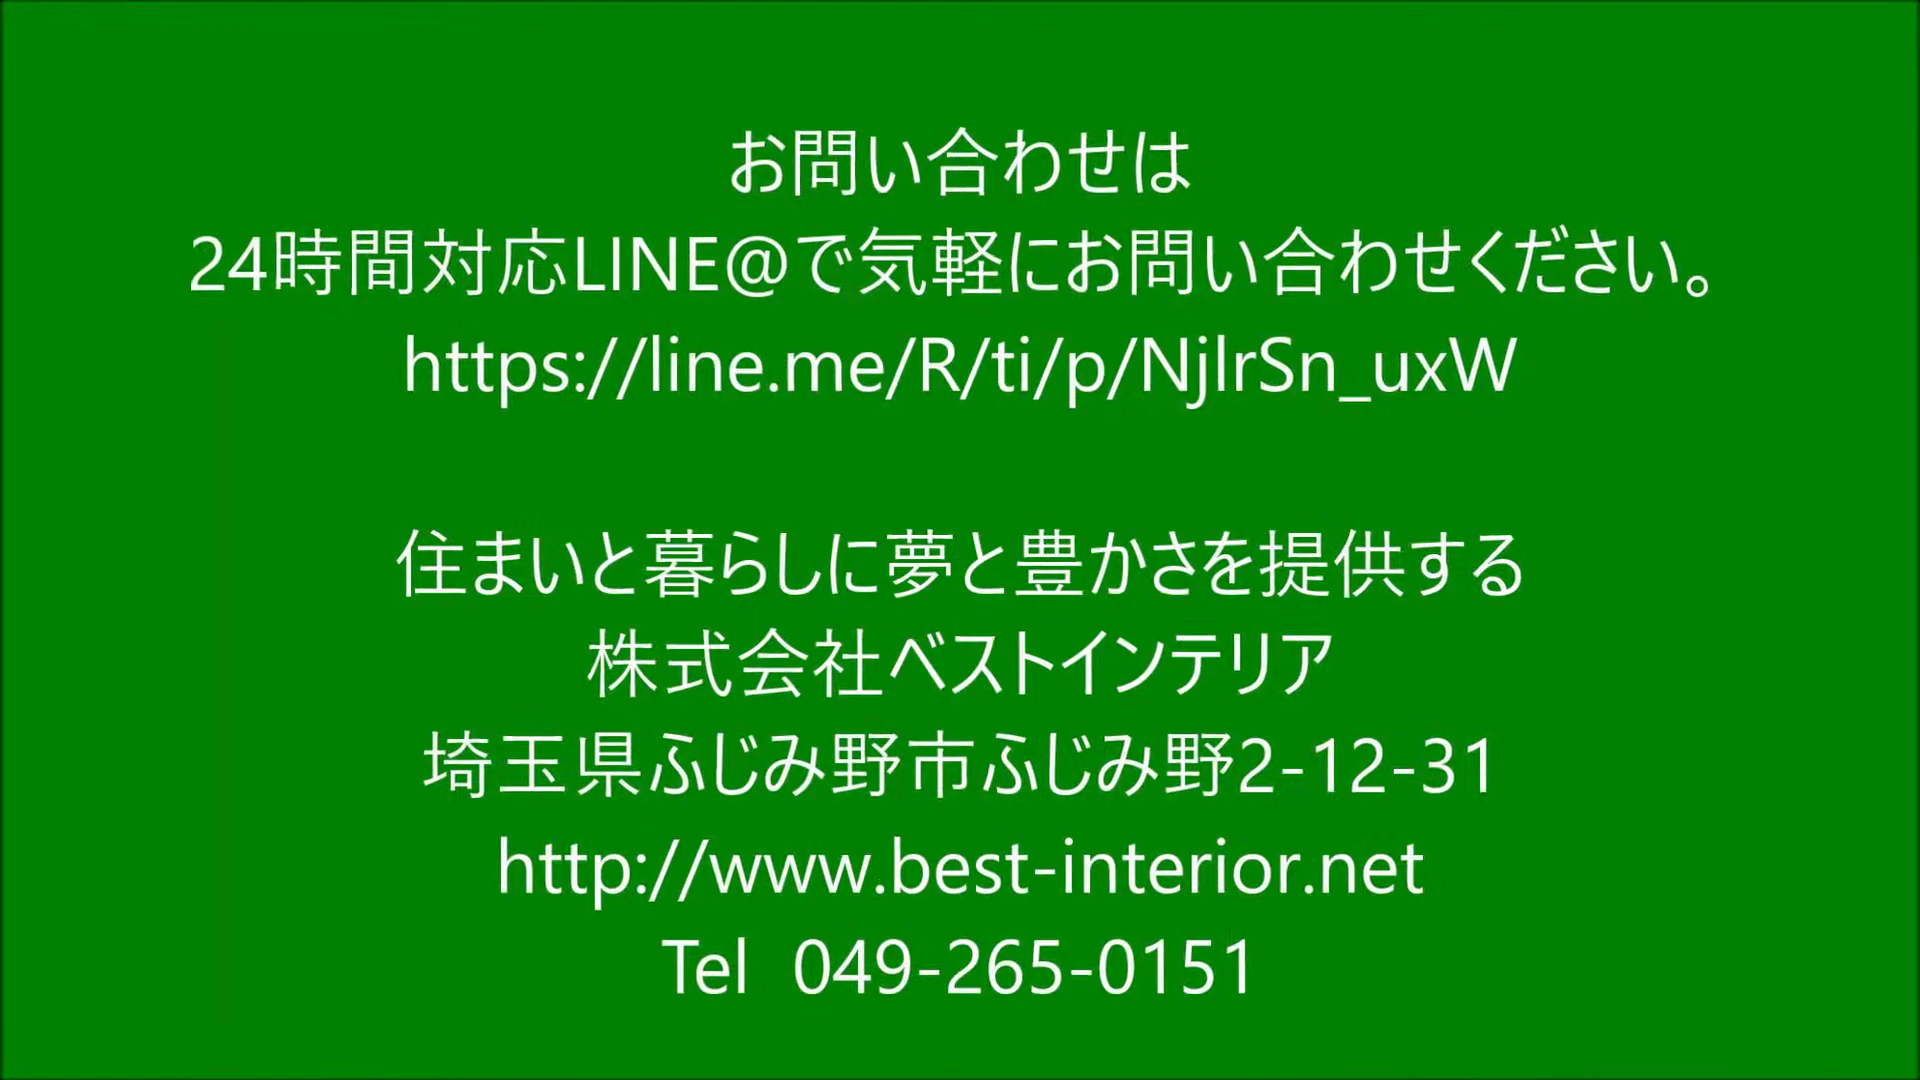 お問い合わせは
24時間対応LINE@で気軽にお問い合わせください。
https://line.me/R/ti/p/NjlrSn_uxW
住まいと暮らしに夢と豊かさを提供する
株式会社ベストインテリア
埼玉県ふじみ野市ふじみ野2-12-31
http://www.best-interior.net
Tel  049-265-0151